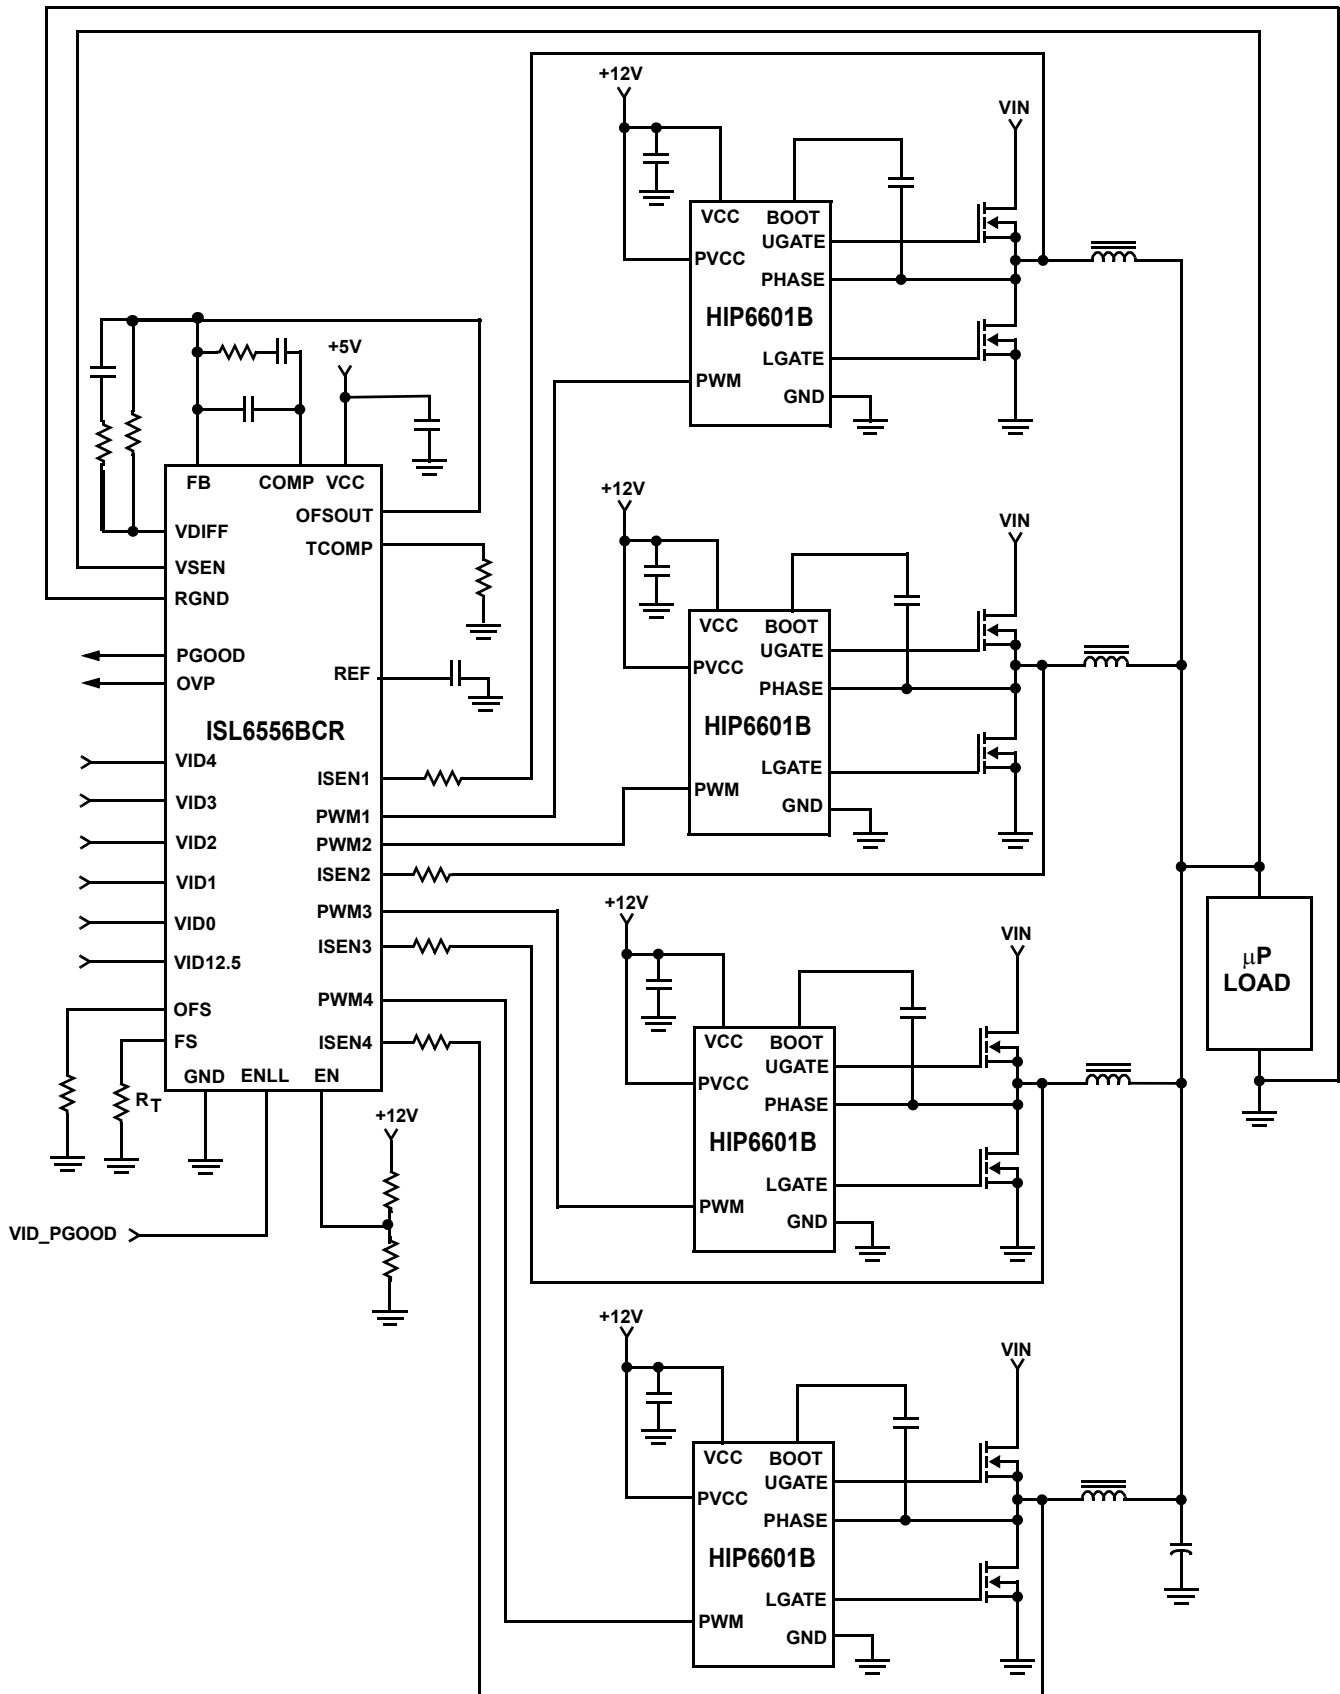 +12V
VIN
VCC
BOOT
UGATE
PVCC
PHASE
HIP6601B
LGATE
PWM
GND
+5V
FB
COMP
VCC
OFSOUT
VDIFF
TCOMP
VSEN
RGND
PGOOD
REF
OVP
ISL6556BCR
VID4
ISEN1
VID3
PWM1
VID2
PWM2
VID1
ISEN2
VID0
PWM3
ISEN3
VID12.5
OFS
PWM4
FS
ISEN4
GND
ENLL
EN
RT
+12V
VID_PGOOD
+12V
VIN
VCC
BOOT
UGATE
PVCC
PHASE
HIP6601B
LGATE
PWM
GND
+12V
VIN
VCC
BOOT
UGATE
PVCC
PHASE
HIP6601B
LGATE
PWM
GND
µP
LOAD
+12V
VIN
VCC
BOOT
UGATE
PVCC
PHASE
HIP6601B
LGATE
PWM
GND